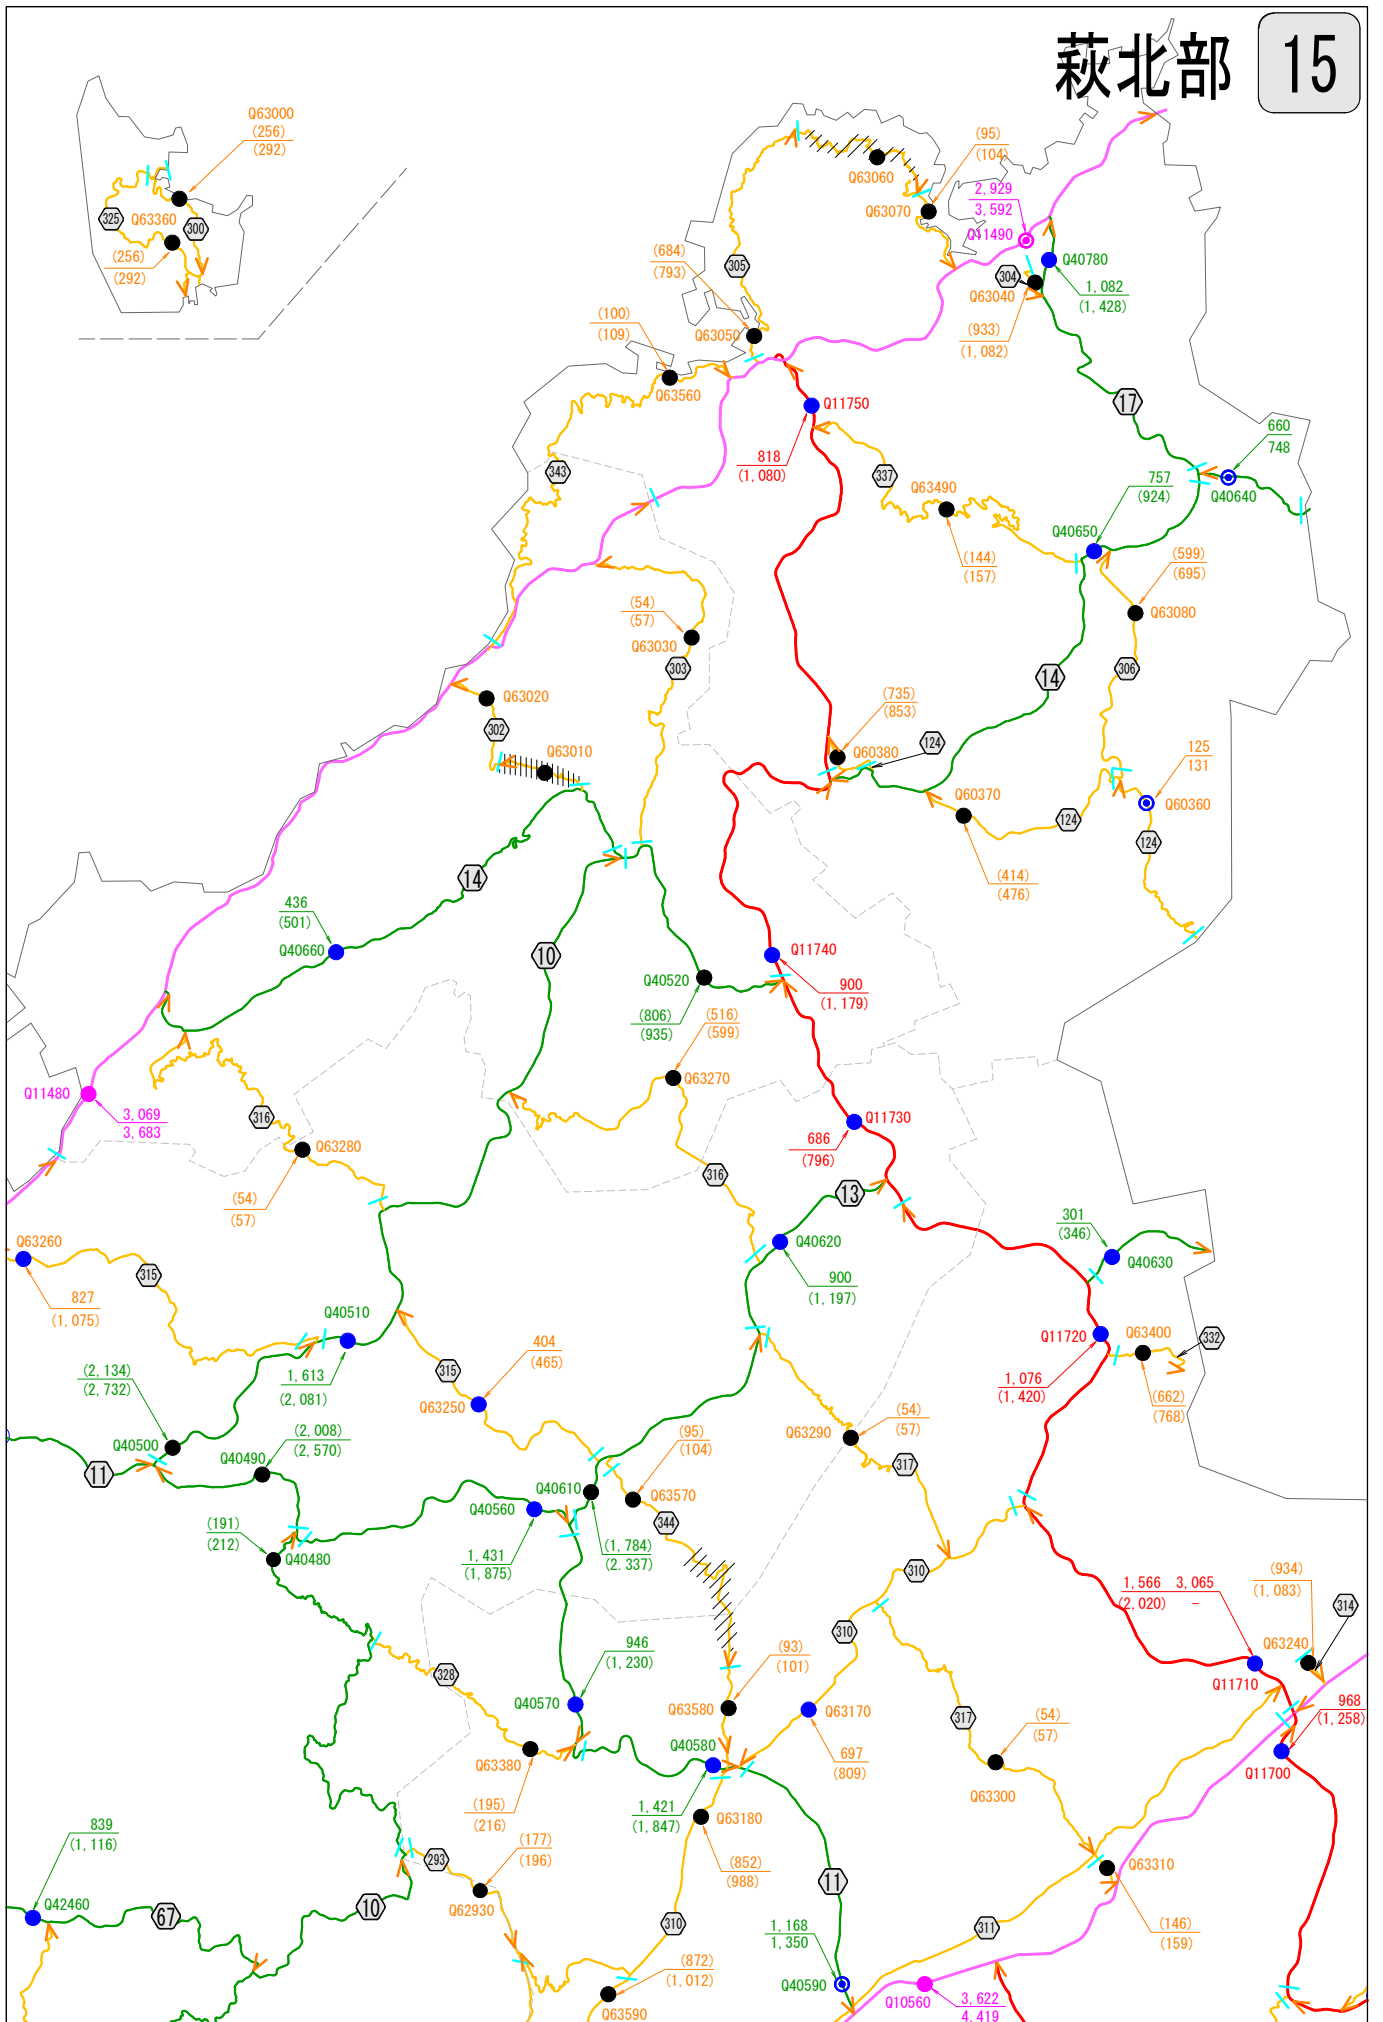 萩北部 15
Q63000
(256)
(292)
325
Q63360
300
(256)
(292)
Q63060
(95)
(104)
Q63070
2,929
3,592
Q11490
305
(684)
(793)
Q63050
304
Q63040
(933)
(1,082)
Q40780
1,082
(1,428)
(100)
(109)
Q63560
Q11750
818
(1,080)
17
343
337
Q63490
(144)
(157)
660
748
Q40640
757
(924)
Q40650
(599)
(695)
Q63080
(54)
(57)
Q63030
303
14
306
Q63020
302
Q63010
(735)
(853)
Q60380
124
125
131
Q60360
Q60370
124
124
(414)
(476)
14
436
(501)
Q40660
10
Q40520
(806)
(935)
Q11740
900
(1,179)
(516)
(599)
Q63270
Q11480
3,069
3,683
316
Q63280
(54)
(57)
Q11730
686
(796)
316
13
Q63260
827
(1,075)
315
Q40620
900
(1,197)
301
(346)
Q40630
Q40510
1,613
(2,081)
315
404
(465)
Q63250
Q11720
1,076
(1,420)
Q63400
332
(662)
(768)
(2,134)
(2,732)
Q40500
11
Q40490
(2,008)
(2,570)
Q63290
(54)
(57)
317
(95)
(104)
Q63570
Q40610
(1,784)
(2.337)
344
Q40560
1,431
(1,875)
(191)
(212)
Q40480
310
310
1,566 3,065
(2,020) −
Q11710
(934)
(1,083)
Q63240
314
968
(1,258)
Q11700
328
946
(1,230)
Q40570
(93)
(101)
Q63580
Q63170
697
(809)
317
(54)
(57)
Q63300
Q63380
(195)
(216)
Q40580
1,421
(1,847)
Q63180
(852)
(988)
839
(1,116)
Q42460
67
10
293
(177)
(196)
Q62930
310
11
Q63310
(146)
(159)
311
1,168
1,350
Q40590
(872)
(1,012)
Q63590
Q10560
3,622
4,419